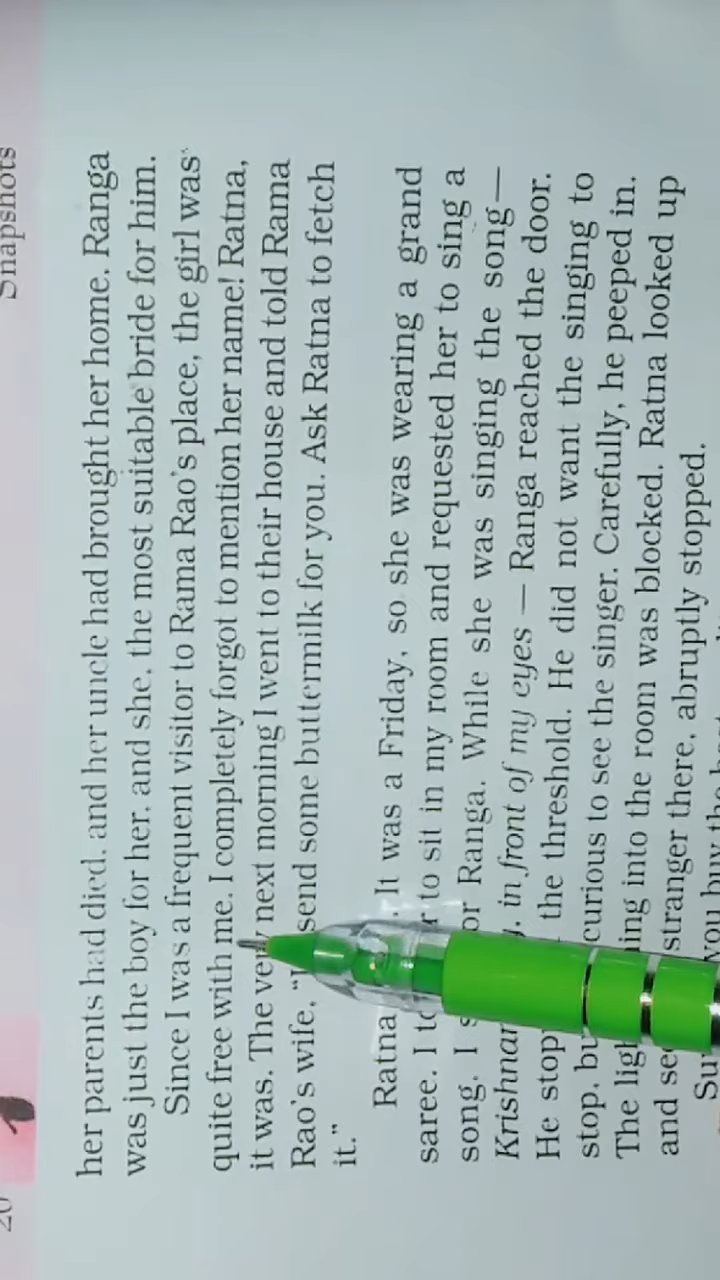 20
Snapshots
her parents had died, and her uncle had brought her home. Ranga
was just the boy for her, and she, the most suitable bride for him.
Since I was a frequent visitor to Rama Rao's place, the girl was
quite free with me. I completely forgot to mention her name! Ratna,
it was. The very next morning I went to their house and told Rama
Rao's wife, send some buttermilk for you. Ask Ratna to fetch
it."
Ratna . It was a Friday, so she was wearing a grand
saree. I to sit in my room and requested her to sing a
song. I Ranga. While she was singing the song—
in front of my eyes — Ranga reached the door.
He the threshold. He did not want the singing to
stop, curious to see the singer. Carefully, he peeped in.
The into the room was blocked. Ratna looked up
and stranger there, abruptly stopped.
you buy the